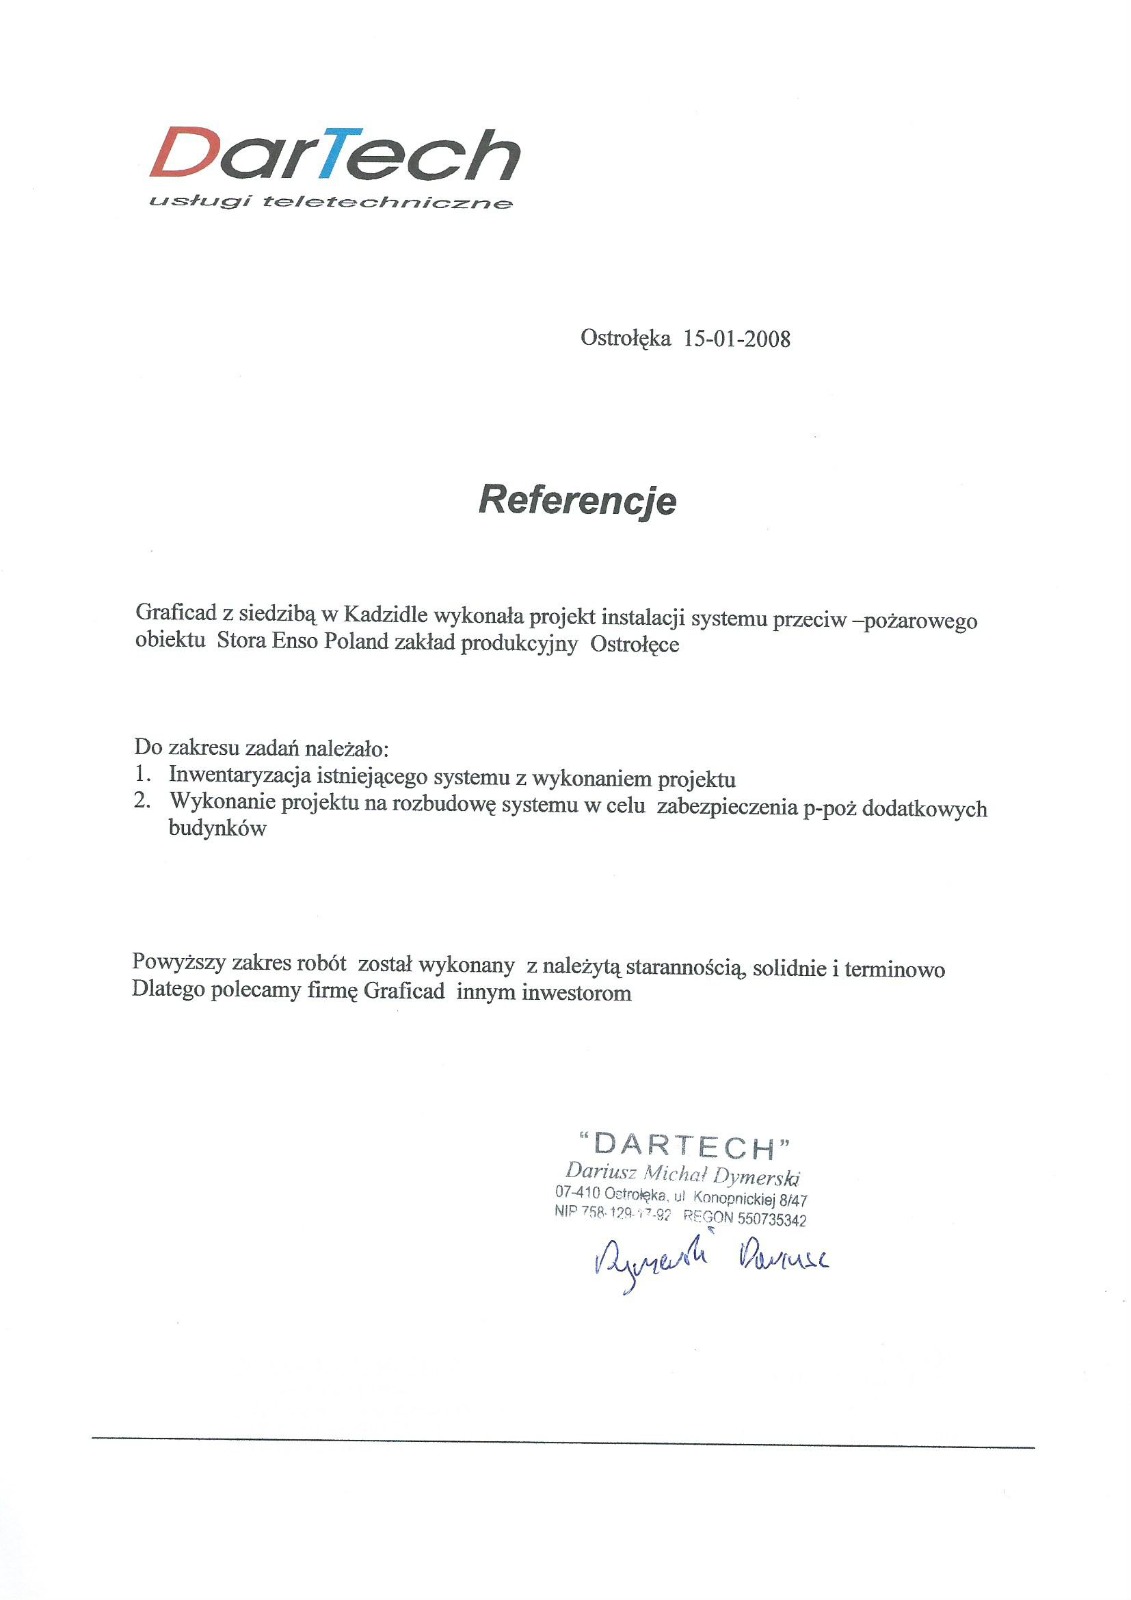 DarTech
usługi teletechniczne
Ostrołęka 15-01-2008
Referencje
Graficad z siedzibą w Kadzidle wykonała projekt instalacji systemu przeciw –pożarowego
obiektu Stora Enso Poland zakład produkcyjny Ostrołęce
Do zakresu zadań należało:
1. Inwentaryzacja istniejącego systemu z wykonaniem projektu
2. Wykonanie projektu na rozbudowę systemu w celu zabezpieczenia p-poż dodatkowych
budynków
Powyższy zakres robót został wykonany z należytą starannością, solidnie i terminowo
Dlatego polecamy firmę Graficad innym inwestorom
"DARTECH"
Dariusz Michał Dymerski
07-410 Ostrołęka, ul Konopnickiej 8/47
NIP REGON 550735342
Dymerski Dariusz